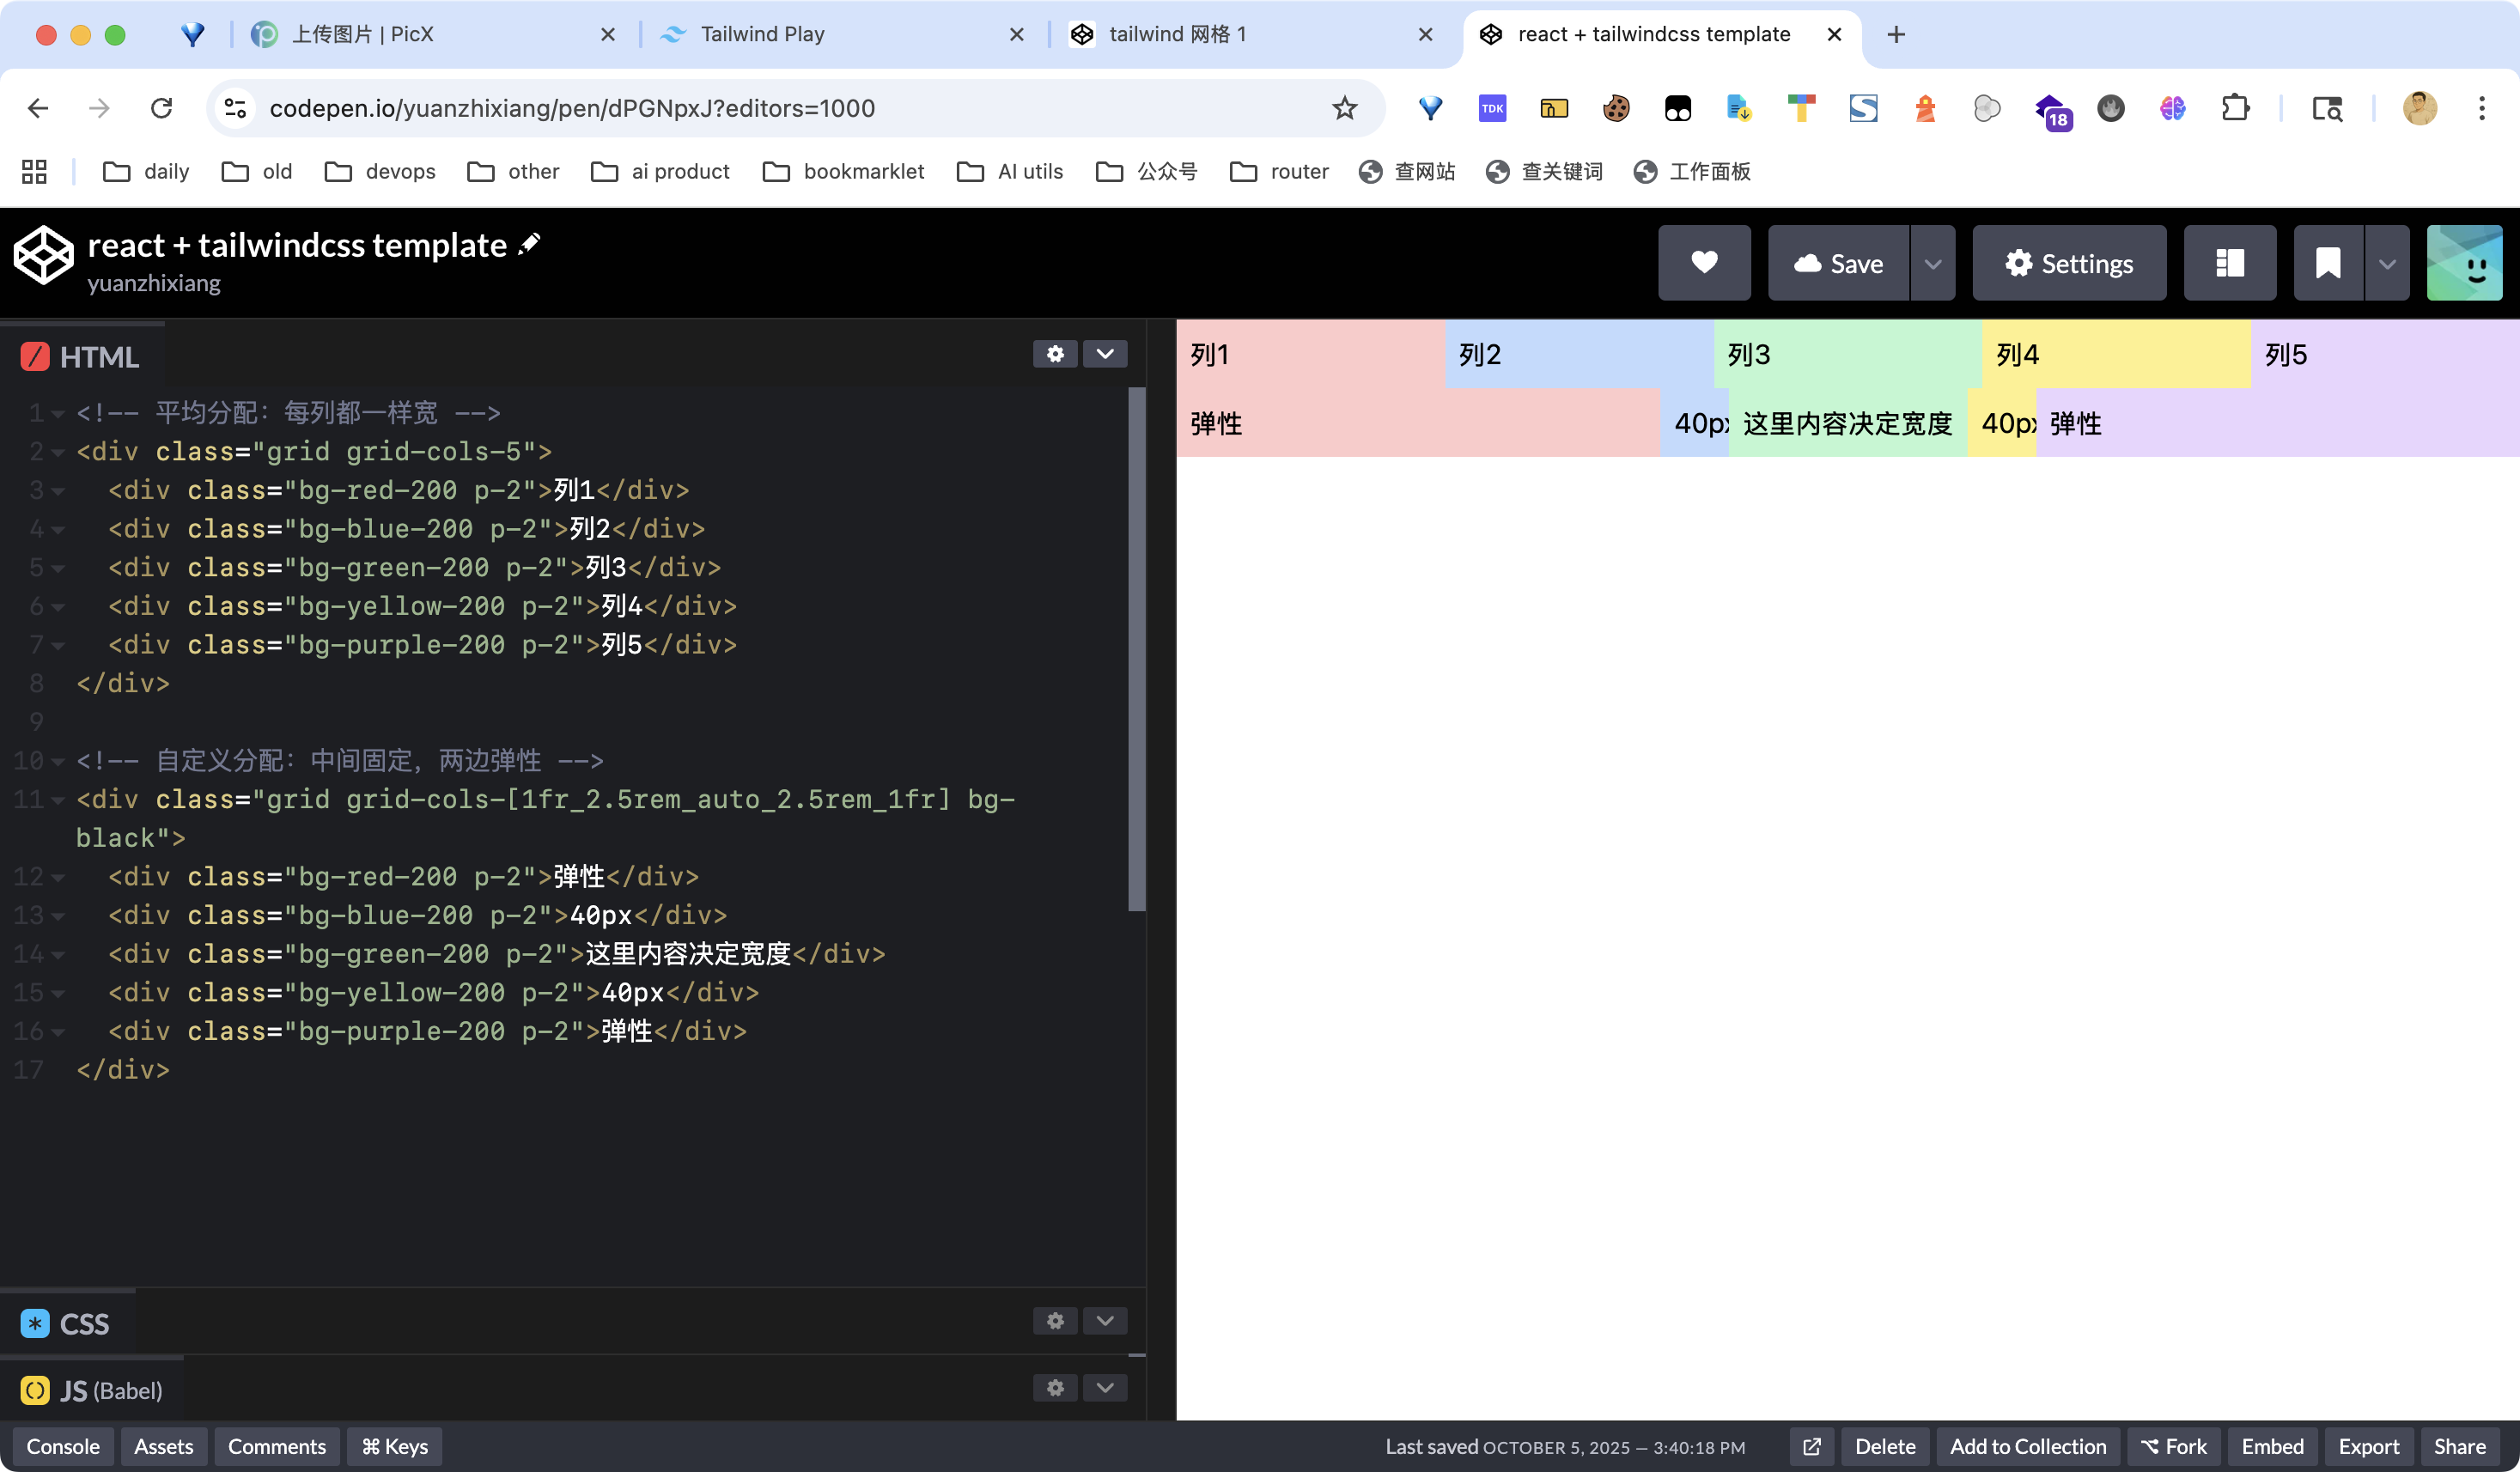 上传图片 | PicX
Tailwind Play
tailwind 网格 1
react + tailwindcss template
codepen.io/yuanzhixiang/pen/dPGNpxJ?editors=1000
TDK
18
daily
old
devops
other
ai product
bookmarklet
AI utils
公众号
router
查网站
查关键词
工作面板
react + tailwindcss template
yuanzhixiang
Save
Settings
HTML
1 <!-- 平均分配：每列都一样宽 -->
2 <div class="grid grid-cols-5">
3 <div class="bg-red-200 p-2">列1</div>
4 <div class="bg-blue-200 p-2">列2</div>
5 <div class="bg-green-200 p-2">列3</div>
6 <div class="bg-yellow-200 p-2">列4</div>
7 <div class="bg-purple-200 p-2">列5</div>
8 </div>
9
10 <!-- 自定义分配：中间固定，两边弹性 -->
11 <div class="grid grid-cols-[1fr_2.5rem_auto_2.5rem_1fr] bg-
black">
12 <div class="bg-red-200 p-2">弹性</div>
13 <div class="bg-blue-200 p-2">40px</div>
14 <div class="bg-green-200 p-2">这里内容决定宽度</div>
15 <div class="bg-yellow-200 p-2">40px</div>
16 <div class="bg-purple-200 p-2">弹性</div>
17 </div>
CSS
JS (Babel)
列1 列2 列3 列4 列5
弹性 40px 这里内容决定宽度 40px 弹性
Console
Assets
Comments
⌘ Keys
Last saved OCTOBER 5, 2025 — 3:40:18 PM
Delete
Add to Collection
Fork
Embed
Export
Share